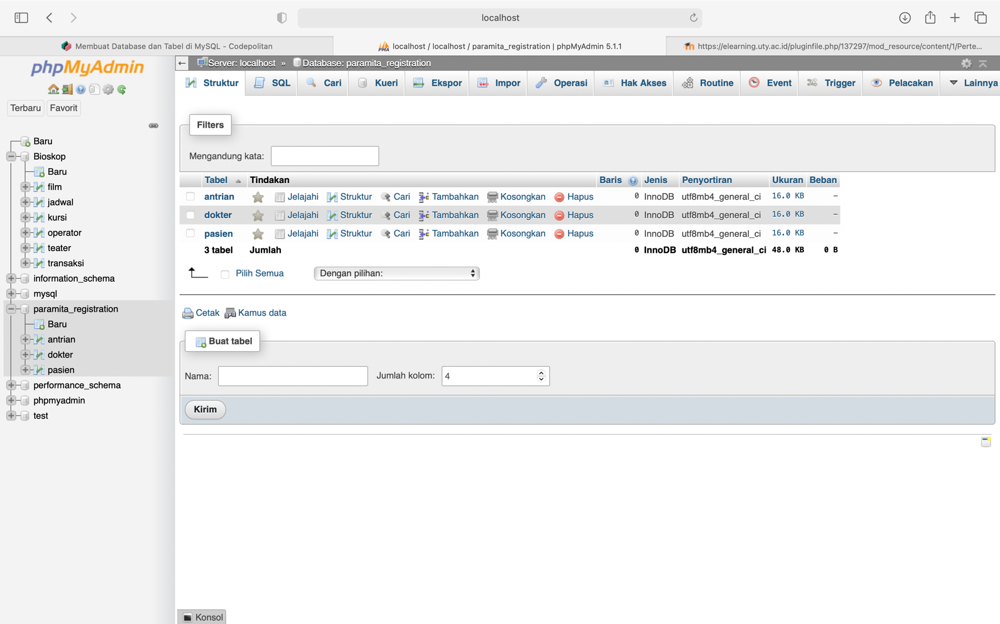 localhost
Membuat Database dan Tabel di MySQL - Codepolitan
localhost / localhost / paramita_registration | phpMyAdmin 5.1.1
https://elearning.uty.ac.id/pluginfile.php/137297/mod_resource/content/1/Perte...
phpMyAdmin
Terbaru Favorit
Baru
Bioskop
Baru
film
jadwal
kursi
operator
teater
transaksi
information_schema
mysql
paramita_registration
Baru
antrian
dokter
pasien
performance_schema
phpmyadmin
test
Server: localhost » Database: paramita_registration
Struktur SQL Cari Kueri Ekspor Impor Operasi Hak Akses Routine Event Trigger Pelacakan Lainnya
Filters
Mengandung kata:
Tabel Tindakan Baris Jenis Penyortiran Ukuran Beban
antrian Jelajahi Struktur Cari Tambahkan Kosongkan Hapus 0 InnoDB utf8mb4_general_ci 16.0 KB –
dokter Jelajahi Struktur Cari Tambahkan Kosongkan Hapus 0 InnoDB utf8mb4_general_ci 16.0 KB –
pasien Jelajahi Struktur Cari Tambahkan Kosongkan Hapus 0 InnoDB utf8mb4_general_ci 16.0 KB –
3 tabel Jumlah 0 InnoDB utf8mb4_general_ci 48.0 KB 0 B
Pilih Semua Dengan pilihan:
Cetak Kamus data
Buat tabel
Nama: Jumlah kolom: 4
Kirim
Konsol